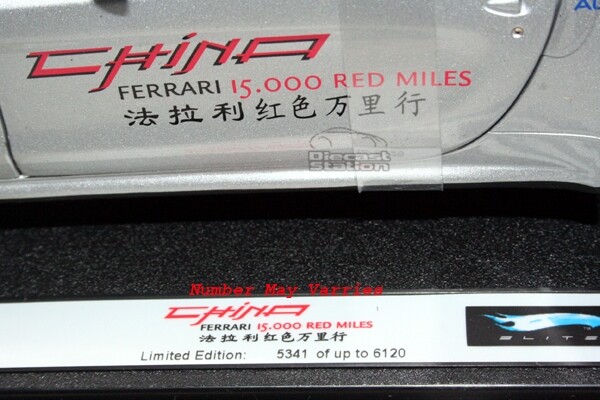 AU
CHINA
FERRARI 15.000 RED MILES
法拉利红色万里行
Diecast
Station
Number May Varries
CHINA
FERRARI 15.000 RED MILES
法拉利红色万里行
Limited Edition: 5341 of up to 6120
ELITE